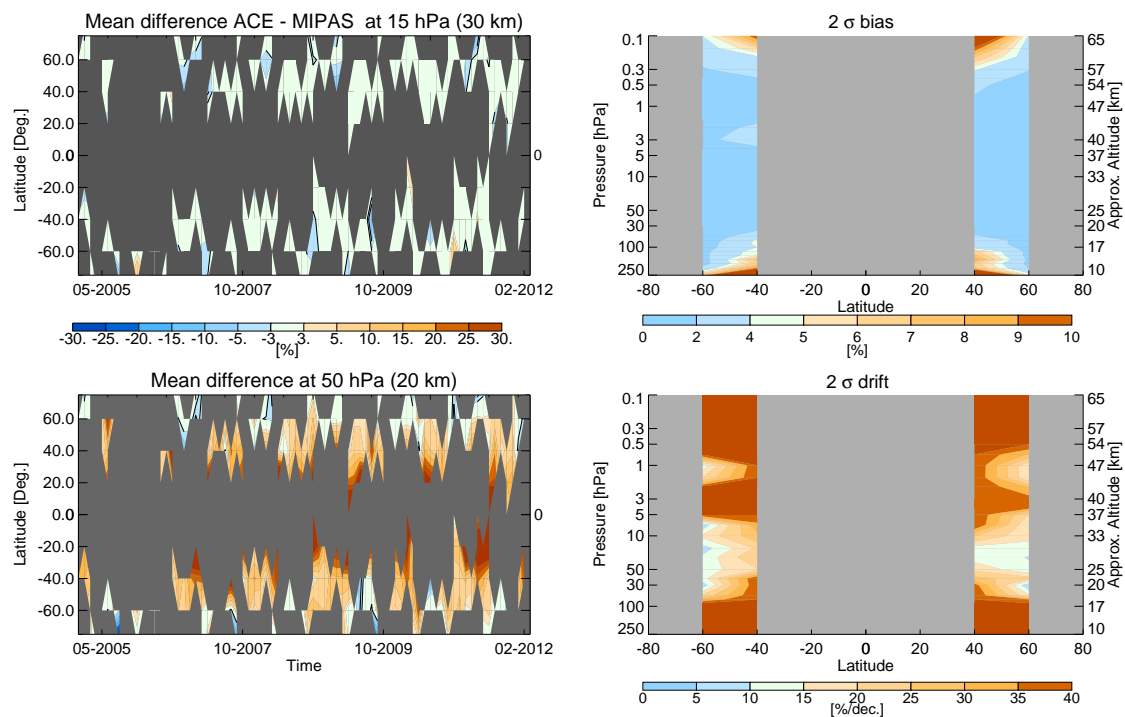 Mean difference ACE - MIPAS at 15 hPa (30 km)
Latitude [Deg.]
60.0
40.0
20.0
0.0
-20.0
-40.0
-60.0
0
05-2005 10-2007 10-2009 02-2012
-30. -25. -20. -15. -10. -5. -3. 3. 5. 10. 15. 20. 25. 30.
[%]
2 σ bias
Pressure [hPa]
0.1
0.3
0.5
1
3
5
10
50
30
100
250
65
57
54
47
40
37
33
25
20
17
10
Approx. Altitude [km]
-80 -60 -40 -20 0 20 40 60 80
Latitude
0 2 4 5 6 7 8 9 10
[%]
Mean difference at 50 hPa (20 km)
Latitude [Deg.]
60.0
40.0
20.0
0.0
-20.0
-40.0
-60.0
0
05-2005 10-2007 10-2009 02-2012
Time
2 σ drift
Pressure [hPa]
0.1
0.3
0.5
1
3
5
10
50
30
100
250
65
57
54
47
40
37
33
25
20
17
10
Approx. Altitude [km]
-80 -60 -40 -20 0 20 40 60 80
Latitude
0 5 10 15 20 25 30 35 40
[%/dec.]